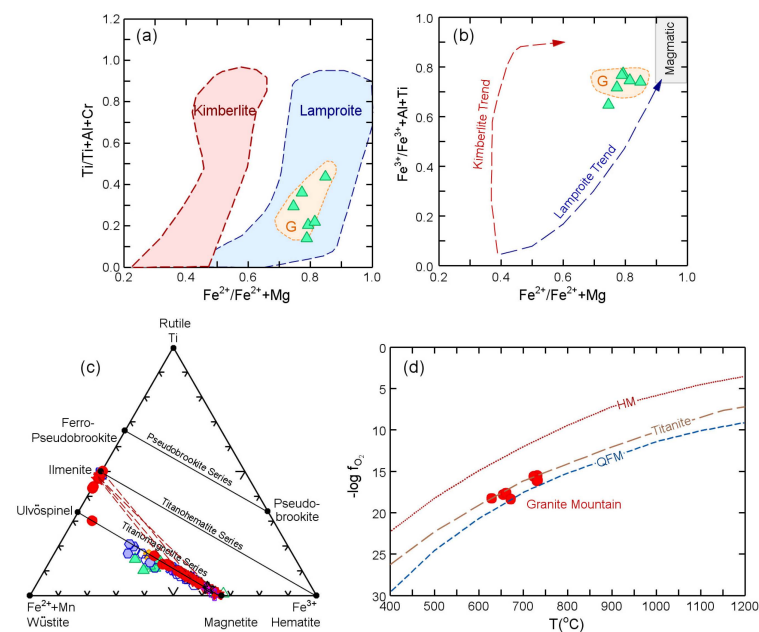 (a)
Ti/Ti+Al+Cr
1.2
1.0
0.8
0.6
0.4
0.2
0.0
Kimberlite
Lamproite
G
0.2
0.4
0.6
0.8
1.0
Fe²⁺/Fe²⁺+Mg
(b)
Fe³⁺/Fe³⁺+Al+Ti
1.0
0.8
0.6
0.4
0.2
0.0
Kimberlite Trend
G
Lamproite Trend
Magmatic
0.2
0.4
0.6
0.8
1.0
Fe²⁺/Fe²⁺+Mg
(c)
Rutile
Ti
Ferro-
Pseudobrookite
Pseudobrookite Series
Ilmenite
Ulvöspinel
Titanohematite Series
Pseudo-
brookite
Titanomagnetite Series
Fe²⁺+Mn
Wűstite
Magnetite
Fe³⁺
Hematite
(d)
-log fO₂
0
5
10
15
20
25
30
HM
Titanite
QFM
Granite Mountain
400
500
600
700
800
900
1000
1100
1200
T(°C)